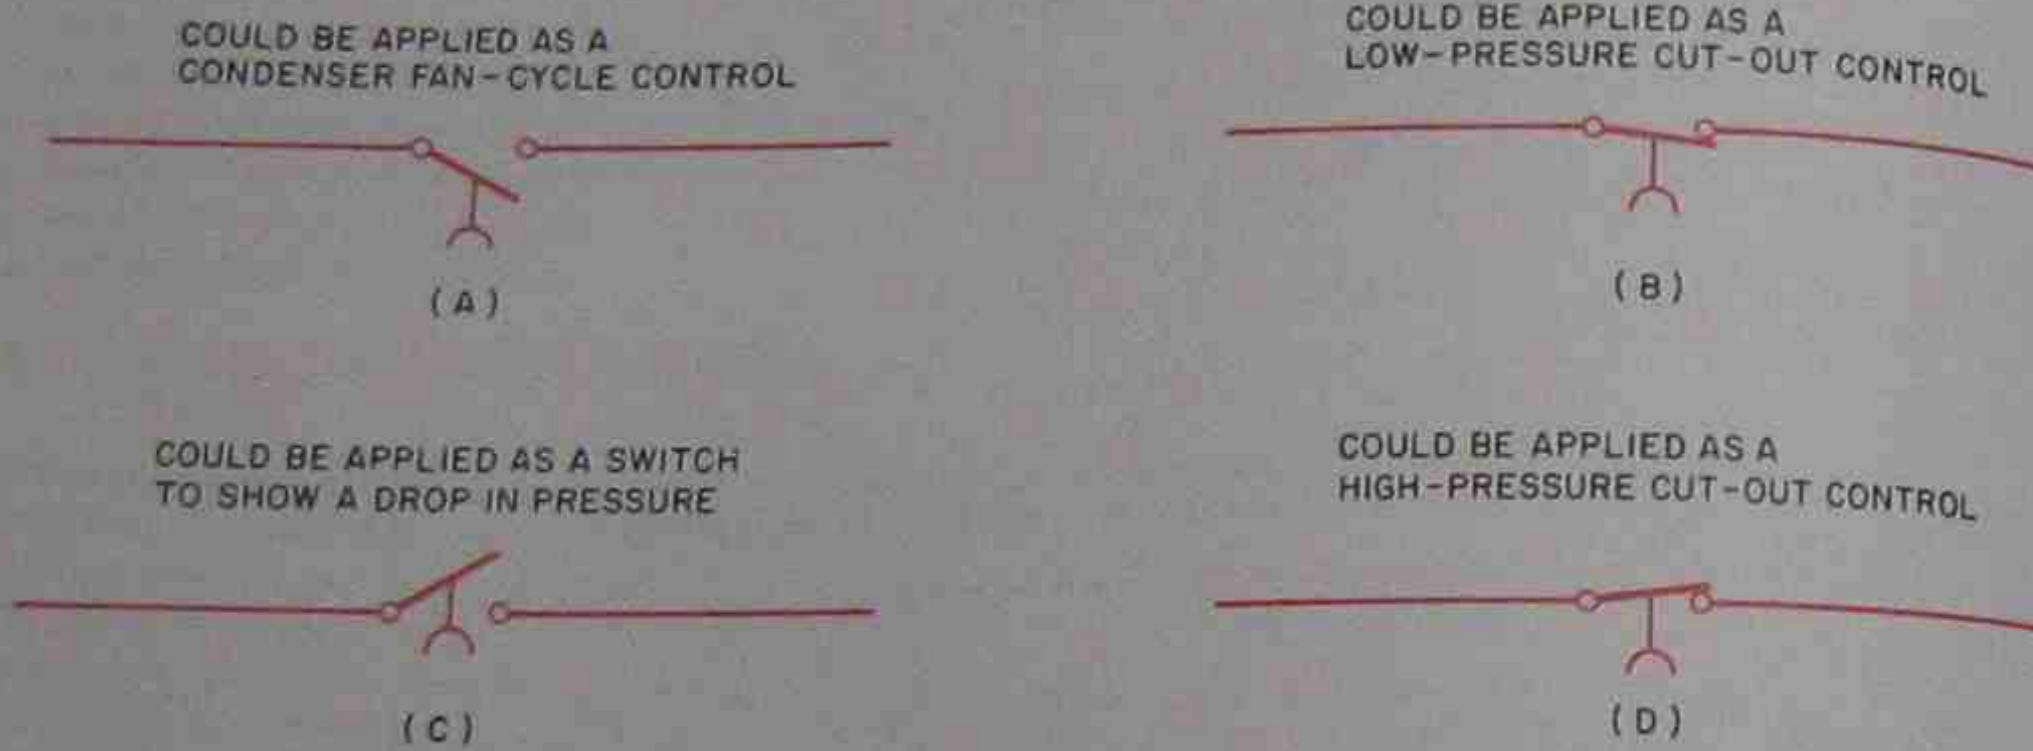 COULD BE APPLIED AS A
CONDENSER FAN-CYCLE CONTROL
(A)
COULD BE APPLIED AS A
LOW-PRESSURE CUT-OUT CONTROL
(B)
COULD BE APPLIED AS A SWITCH
TO SHOW A DROP IN PRESSURE
(C)
COULD BE APPLIED AS A
HIGH-PRESSURE CUT-OUT CONTROL
(D)